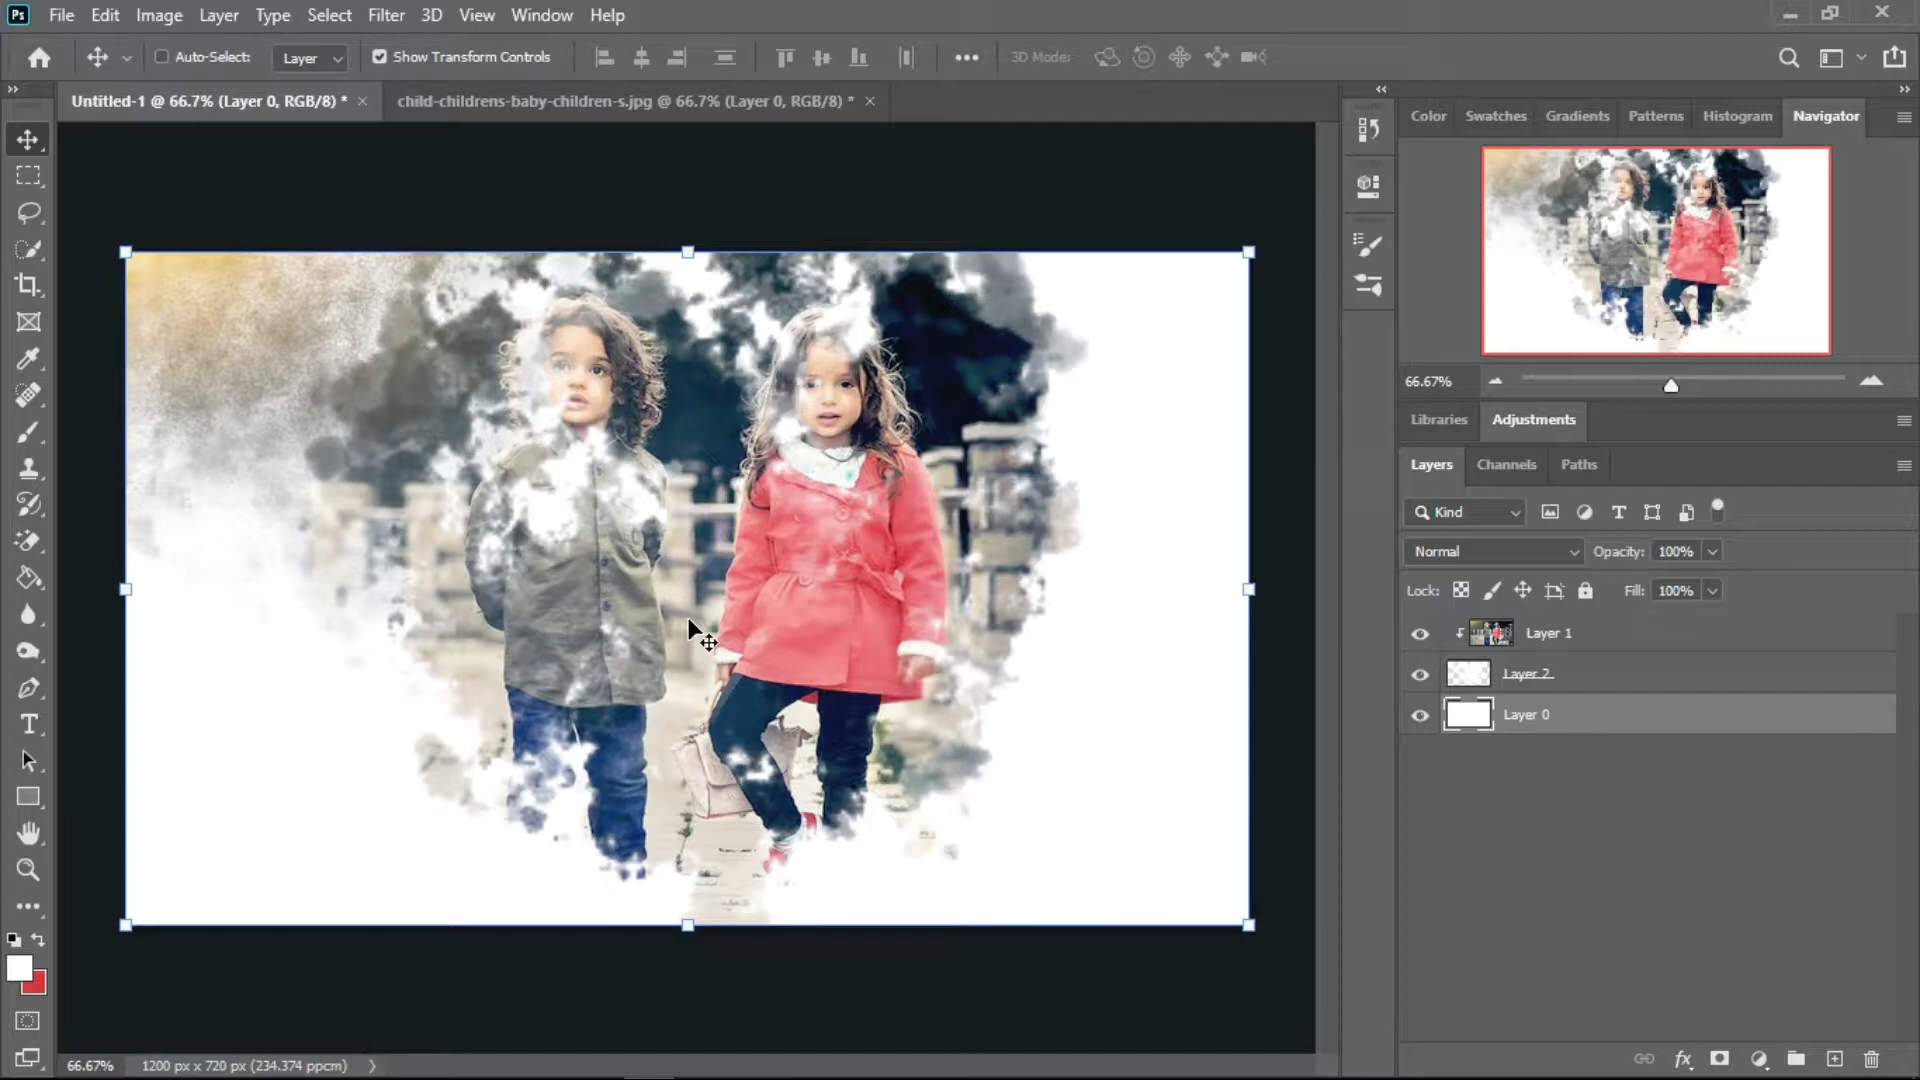 Ps File Edit Image Layer Type Select Filter 3D View Window Help
Auto-Select: Layer Show Transform Controls 3D Mode:
Untitled-1 @ 66.7% (Layer 0, RGB/8) * child-childrens-baby-children-s.jpg @ 66.7% (Layer 0, RGB/8) *
Color Swatches Gradients Patterns Histogram Navigator
66.67%
Libraries Adjustments
Layers Channels Paths
Kind
Normal Opacity: 100%
Lock: Fill: 100%
Layer 1
Layer 2
Layer 0
66.67% 1200 px x 720 px (234.374 ppcm)